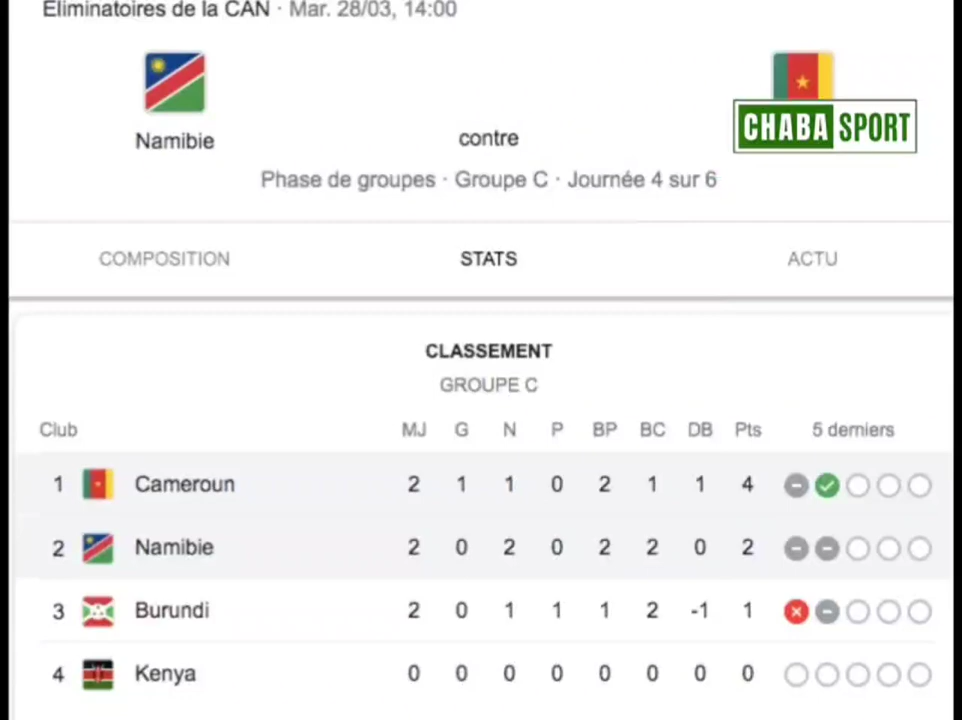 Eliminatoires de la CAN · Mar. 28/03, 14:00
Namibie
contre
CHABA SPORT
Phase de groupes · Groupe C · Journée 4 sur 6
COMPOSITION STATS ACTU
CLASSEMENT
GROUPE C
Club MJ G N P BP BC DB Pts 5 derniers
1 Cameroun 2 1 1 0 2 1 1 4
2 Namibie 2 0 2 0 2 2 0 2
3 Burundi 2 0 1 1 1 2 -1 1
4 Kenya 0 0 0 0 0 0 0 0